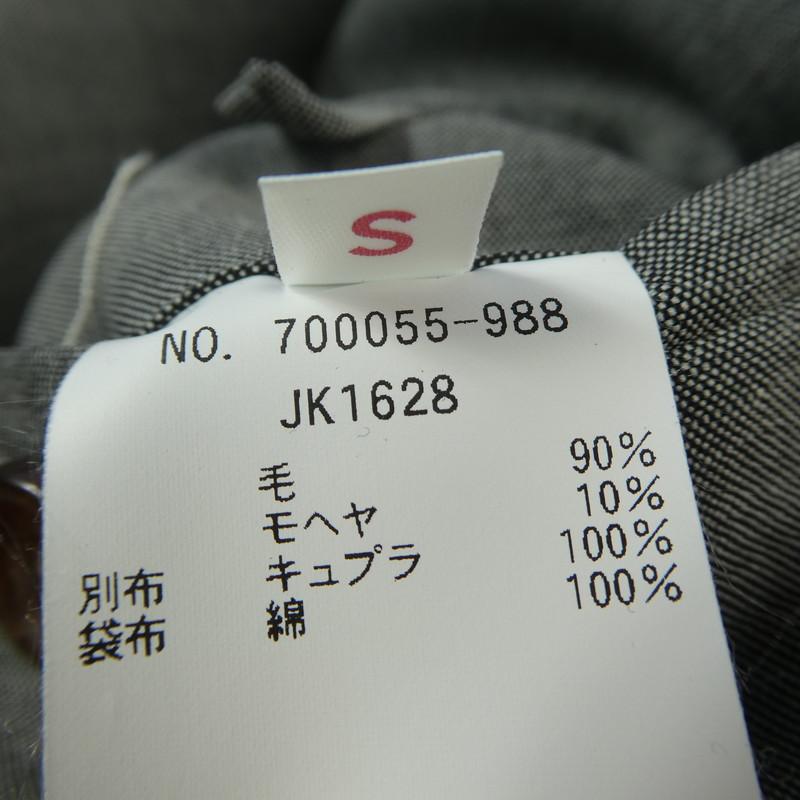 S
NO. 700055-988
JK1628
毛 90%
モヘヤ 10%
別布 キュプラ 100%
袋布 綿 100%